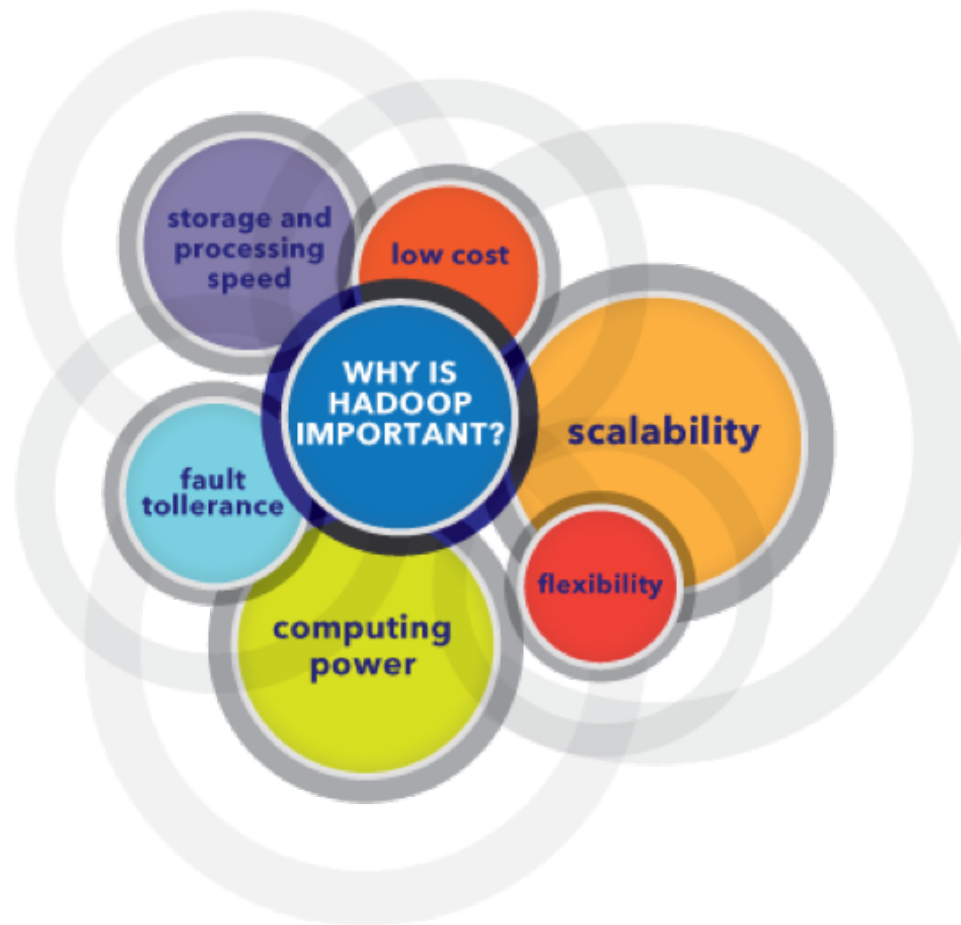 storage and
processing
speed
low cost
WHY IS
HADOOP
IMPORTANT?
scalability
fault
tollerance
flexibility
computing
power